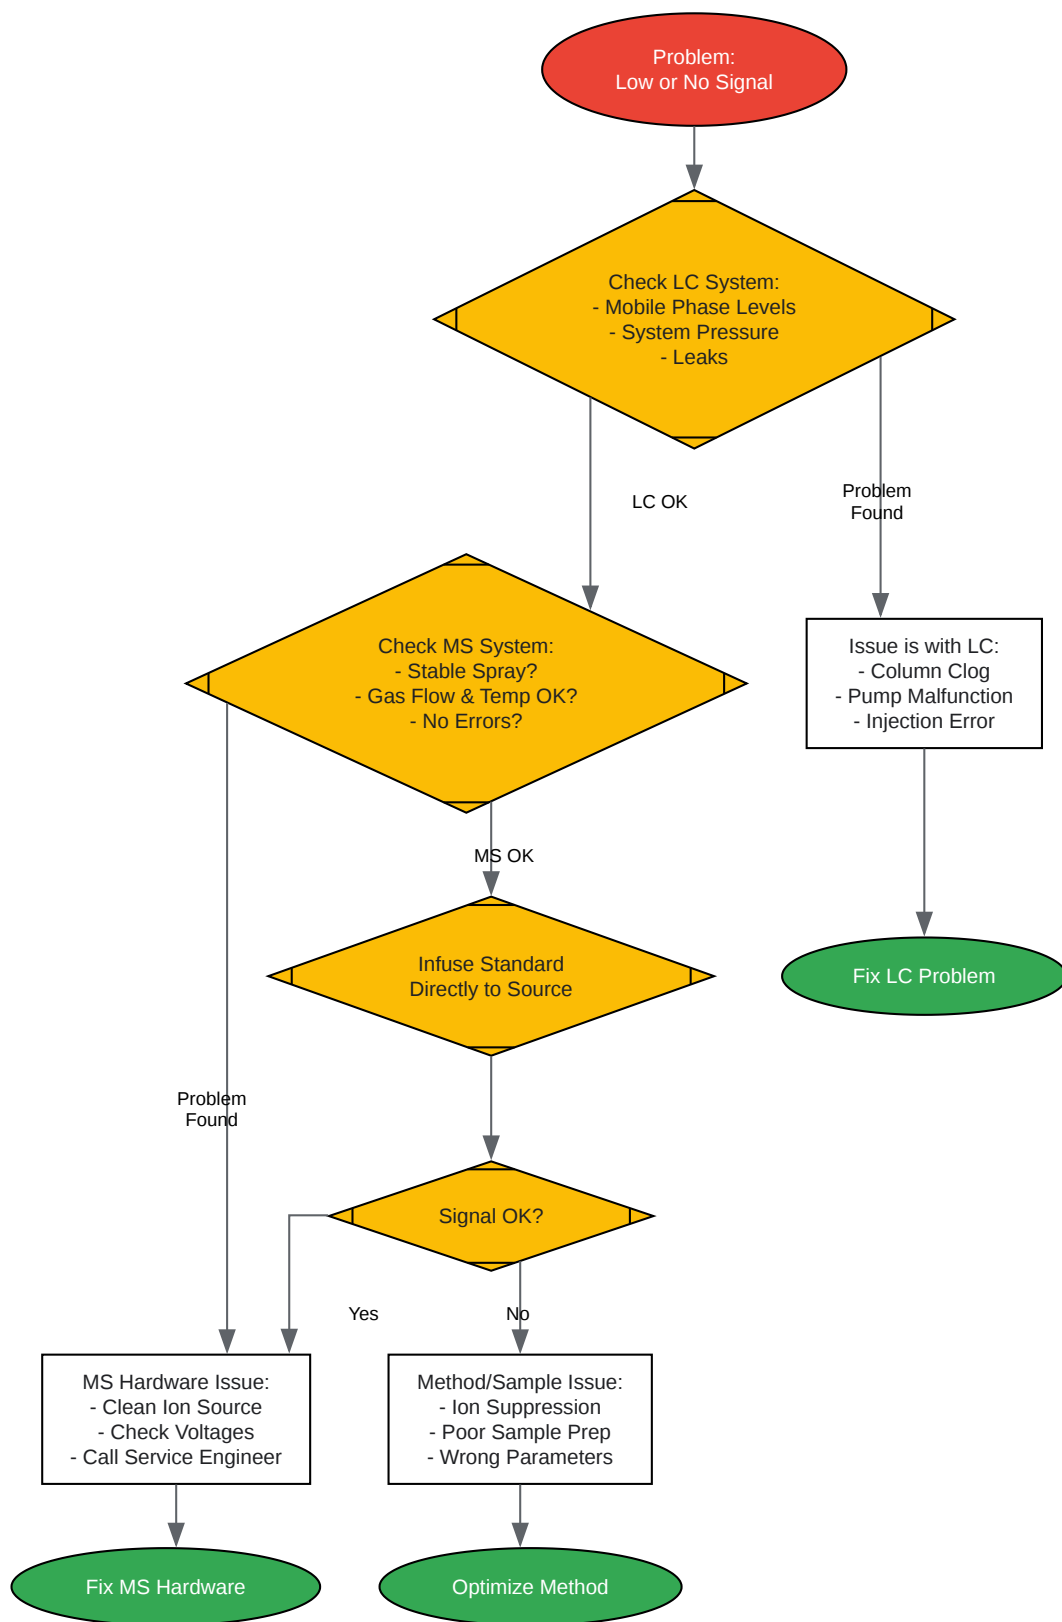 Problem:
Low or No Signal
Check LC System:
- Mobile Phase Levels
- System Pressure
- Leaks
LC OK
Problem
Found
Check MS System:
- Stable Spray?
- Gas Flow & Temp OK?
- No Errors?
Issue is with LC:
- Column Clog
- Pump Malfunction
- Injection Error
MS OK
Infuse Standard
Directly to Source
Fix LC Problem
Problem
Found
Signal OK?
Yes
No
MS Hardware Issue:
- Clean Ion Source
- Check Voltages
- Call Service Engineer
Method/Sample Issue:
- Ion Suppression
- Poor Sample Prep
- Wrong Parameters
Fix MS Hardware
Optimize Method